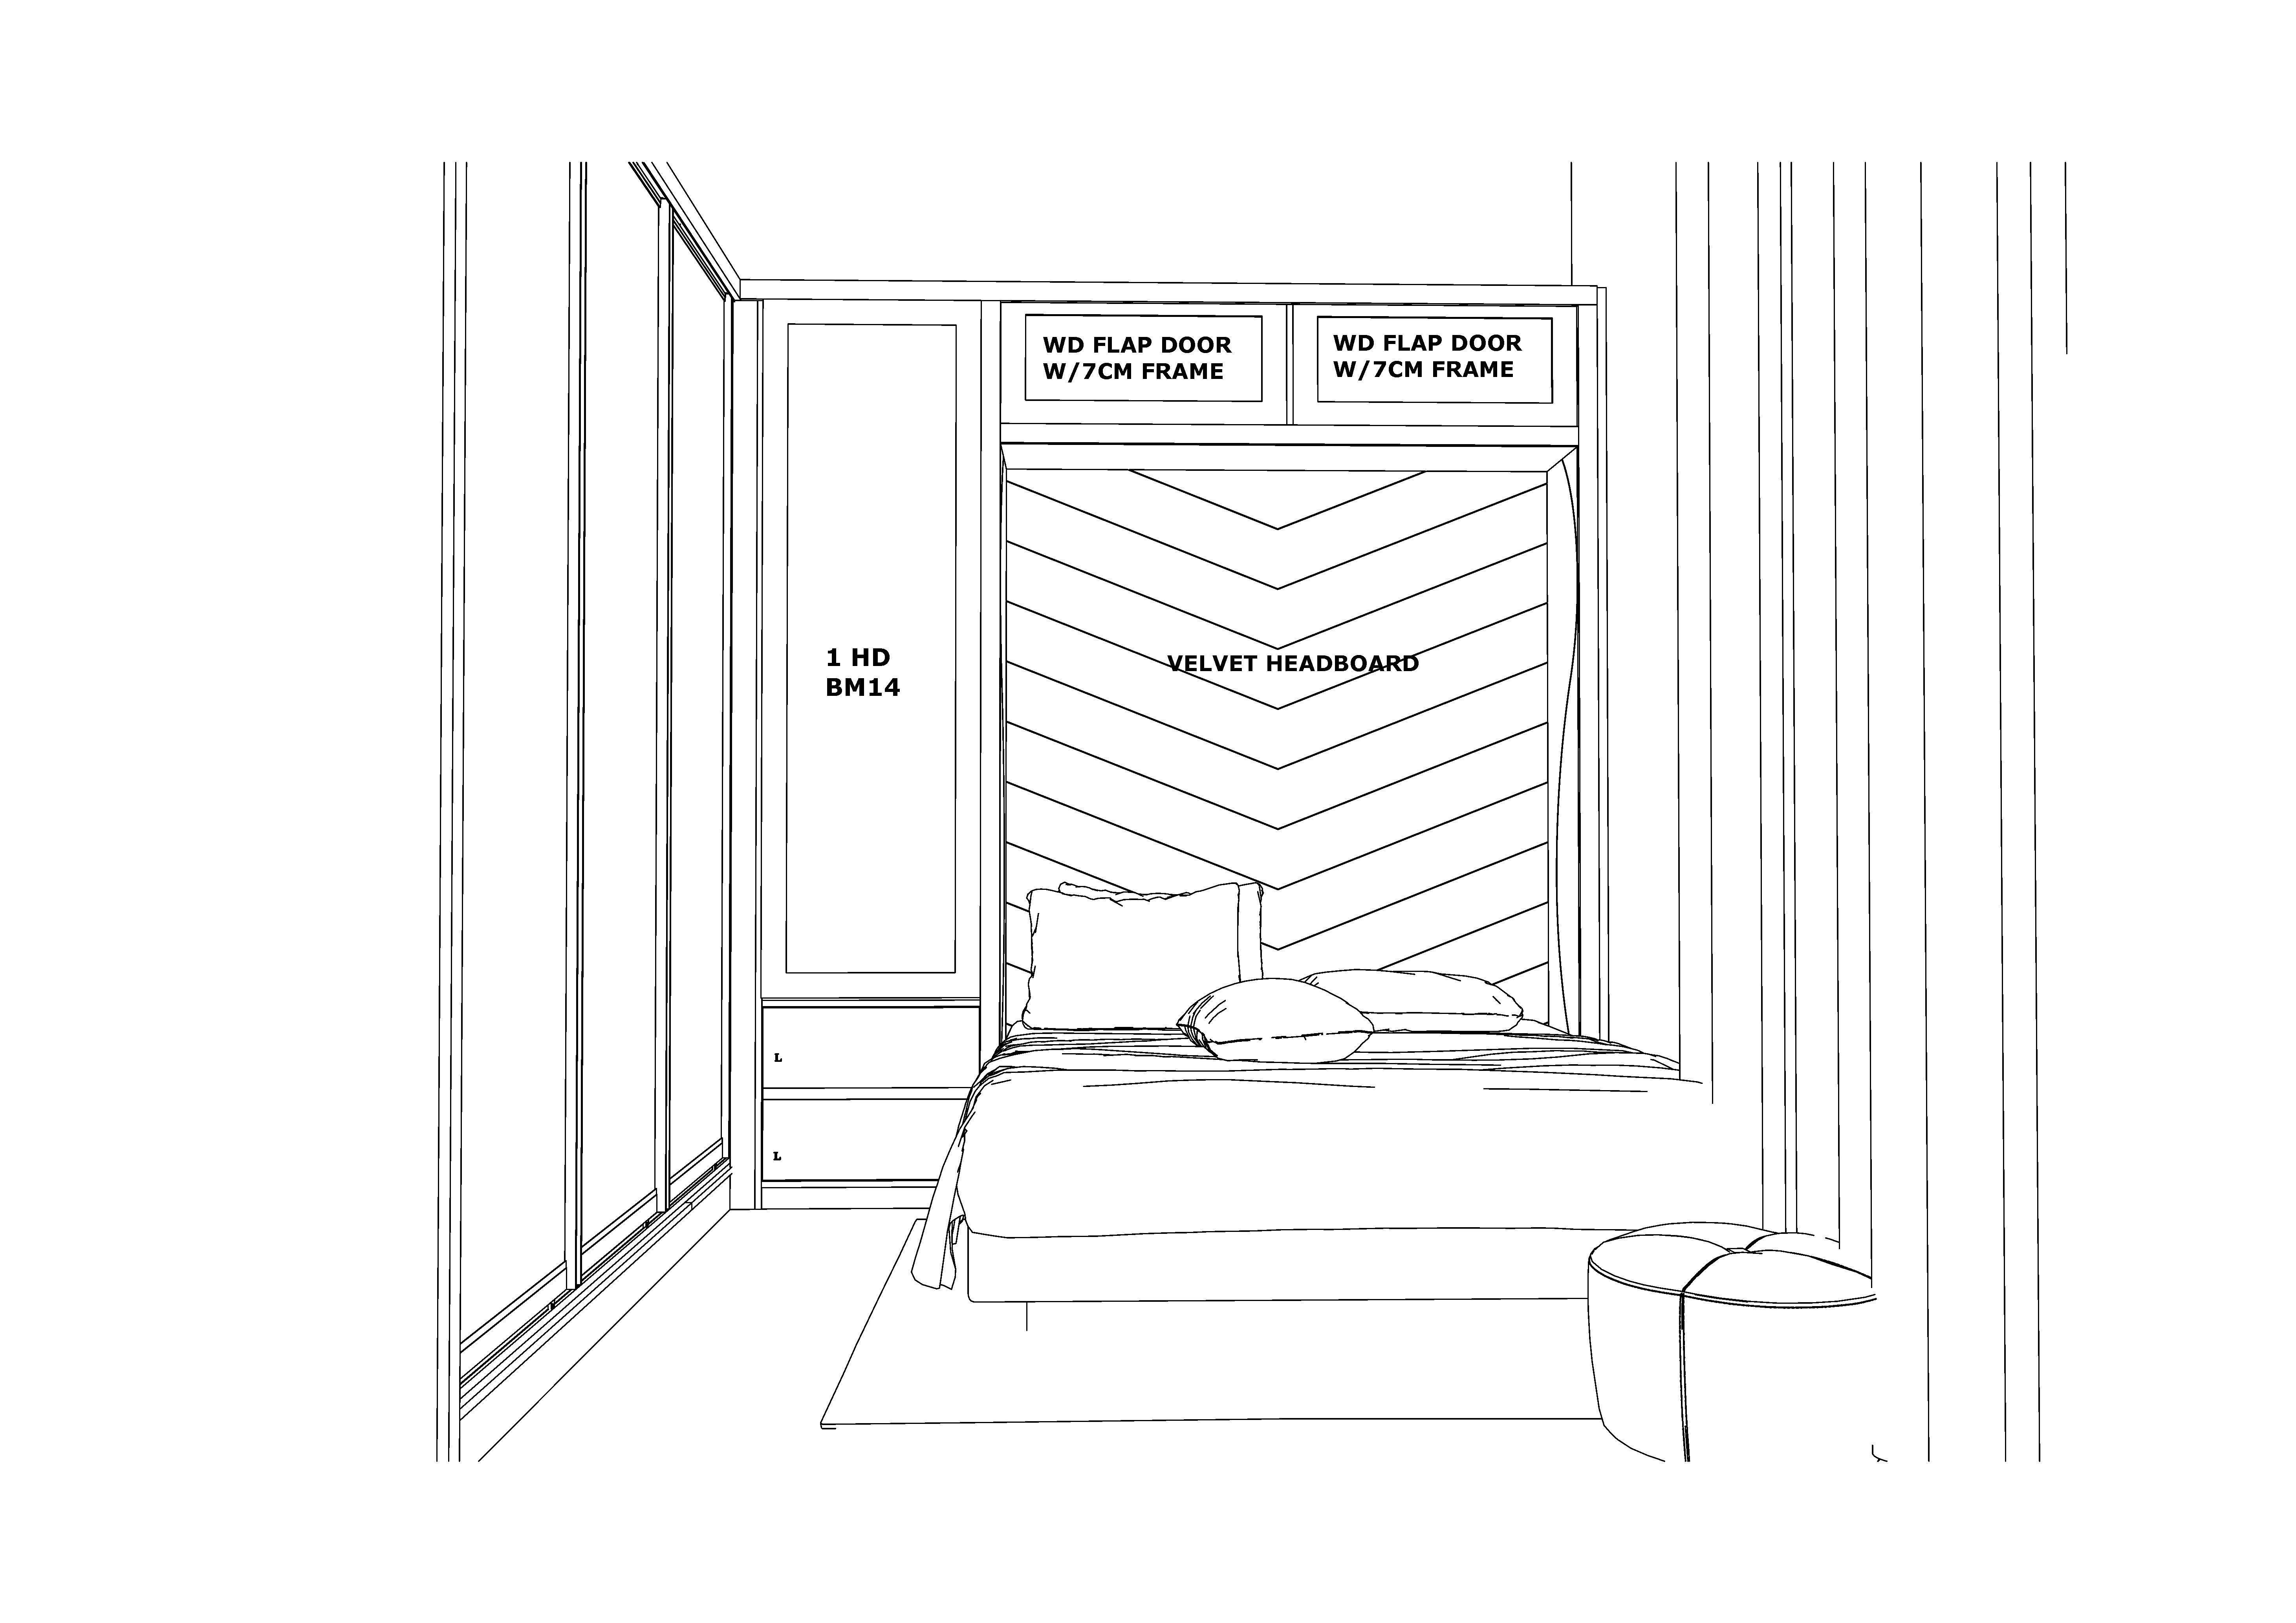 WD FLAP DOOR
W/7CM FRAME
WD FLAP DOOR
W/7CM FRAME
1 HD
BM14
VELVET HEADBOARD
L
L